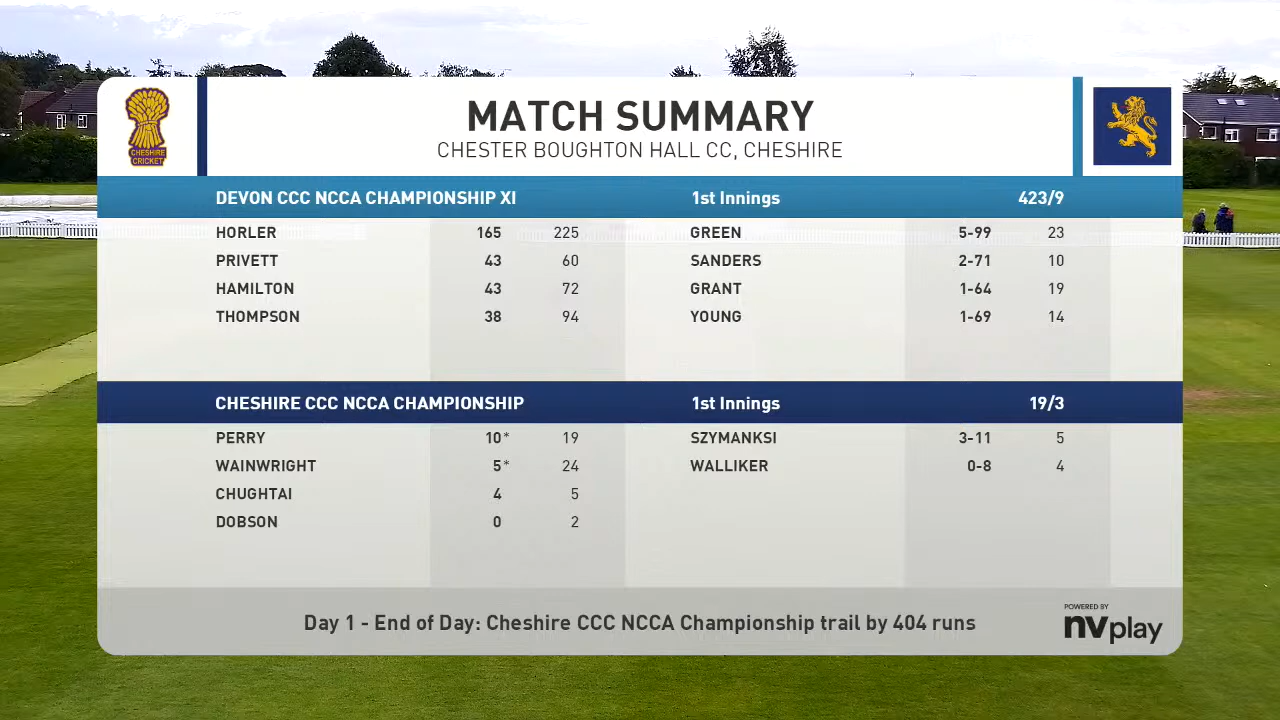 MATCH SUMMARY
CHESTER BOUGHTON HALL CC, CHESHIRE
CHESHIRE
CRICKET
DEVON CCC NCCA CHAMPIONSHIP XI 1st Innings 423/9
HORLER 165 225 GREEN 5-99 23
PRIVETT 43 60 SANDERS 2-71 10
HAMILTON 43 72 GRANT 1-64 19
THOMPSON 38 94 YOUNG 1-69 14
CHESHIRE CCC NCCA CHAMPIONSHIP 1st Innings 19/3
PERRY 10* 19 SZYMANKSI 3-11 5
WAINWRIGHT 5* 24 WALLIKER 0-8 4
CHUGHTAI 4 5
DOBSON 0 2
Day 1 - End of Day: Cheshire CCC NCCA Championship trail by 404 runs
POWERED BY
nvplay